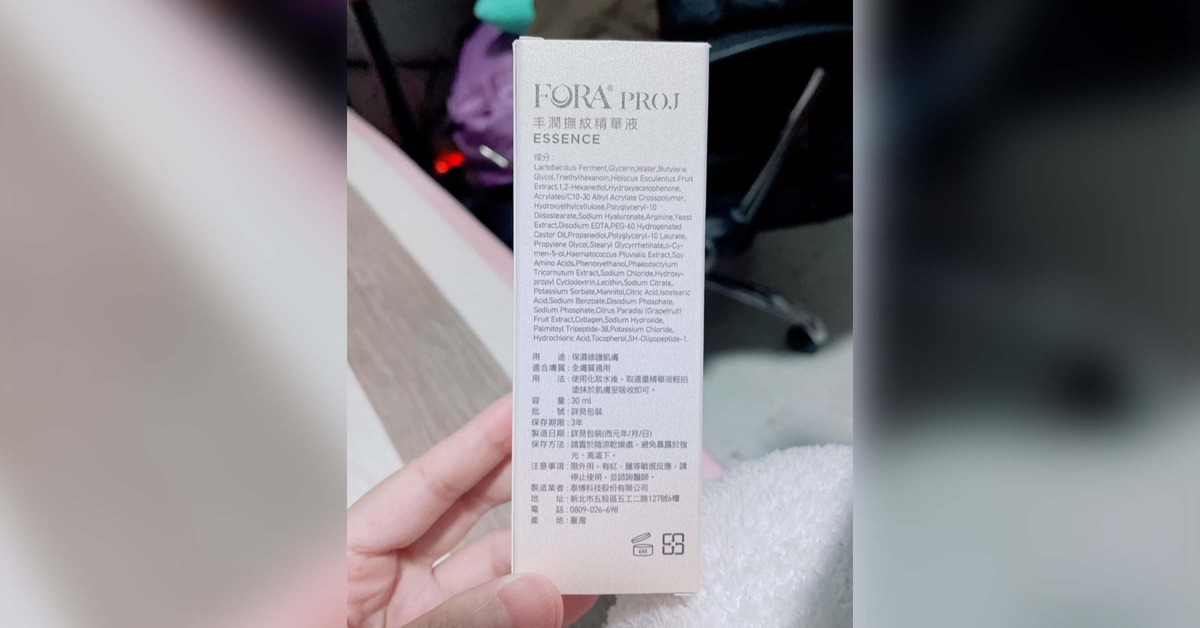 FORA® PROJ
丰潤撫紋精華液
ESSENCE
成分：
Lactobacillus Ferment,Glycerin,Water,Butylene
Glycol,Triethylhexanoin,Hibiscus Esculentus Fruit
Extract,1,2-Hexanediol,Hydroxyacetophenone,
Acrylates/C10-30 Alkyl Acrylate Crosspolymer,
Hydroxyethylcellulose,Polyglyceryl-10
Diisostearate,Sodium Hyaluronate,Arginine,Yeast
Extract,Disodium EDTA,PEG-60 Hydrogenated
Castor Oil,Propanediol,Polyglyceryl-10 Laurate,
Propylene Glycol,Stearyl Glycyrrhetinate,o-Cy-
men-5-ol,Haematococcus Pluvialis Extract,Soy
Amino Acids,Phenoxyethanol,Phaeodactylum
Tricornutum Extract,Sodium Chloride,Hydroxy-
propyl Cyclodextrin,Lecithin,Sodium Citrate,
Potassium Sorbate,Mannitol,Citric Acid,Isostearic
Acid,Sodium Benzoate,Disodium Phosphate,
Sodium Phosphate,Citrus Paradisi (Grapefruit)
Fruit Extract,Collagen,Sodium Hydroxide,
Palmitoyl Tripeptide-38,Potassium Chloride,
Hydrochloric Acid,Tocopherol,SH-Oligopeptide-1.
用途：保濕修護肌膚
適合膚質：全膚質適用
用法：使用化妝水後，取適量精華液輕拍
塗抹於肌膚至吸收即可。
容量：30 ml
批號：詳見包裝
保存期限：3年
製造日期：詳見包裝(西元年/月/日)
保存方法：請置於陰涼乾燥處，避免暴露於強
光、高溫下。
注意事項：限外用，有紅、腫等敏感反應，請
停止使用，並諮詢醫師。
製造業者：泰博科技股份有限公司
地址：新北市五股區五工二路127號6樓
電話：0809-026-698
產地：臺灣
6M